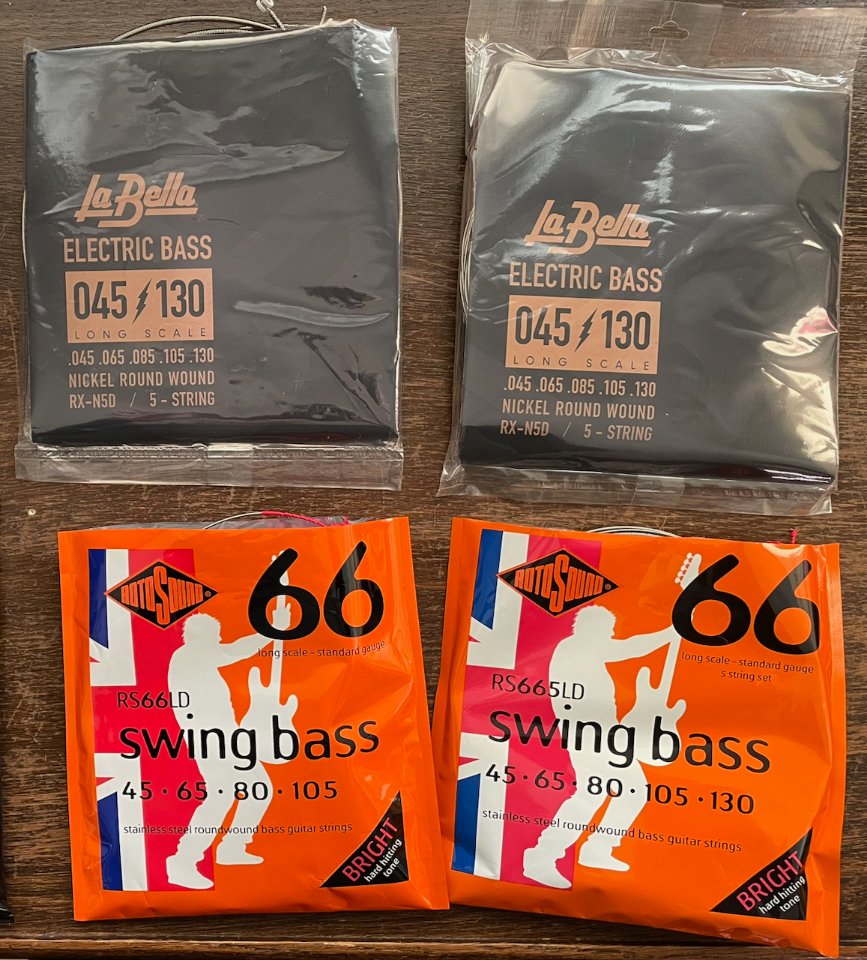 La Bella
ELECTRIC BASS
045 130
LONG SCALE
.045 .065 .085 .105 .130
NICKEL ROUND WOUND
RX-N5D / 5 - STRING
La Bella
ELECTRIC BASS
045 130
LONG SCALE
.045 .065 .085 .105 .130
NICKEL ROUND WOUND
RX-N5D / 5 - STRING
ROTOSOUND®
66
long scale - standard gauge
RS66LD
swing bass
45 • 65 • 80 • 105
stainless steel roundwound bass guitar strings
BRIGHT
hard hitting
tone
ROTOSOUND®
66
long scale - standard gauge
5 string set
RS665LD
swing bass
45 • 65 • 80 • 105 • 130
stainless steel roundwound bass guitar strings
BRIGHT
hard hitting
tone